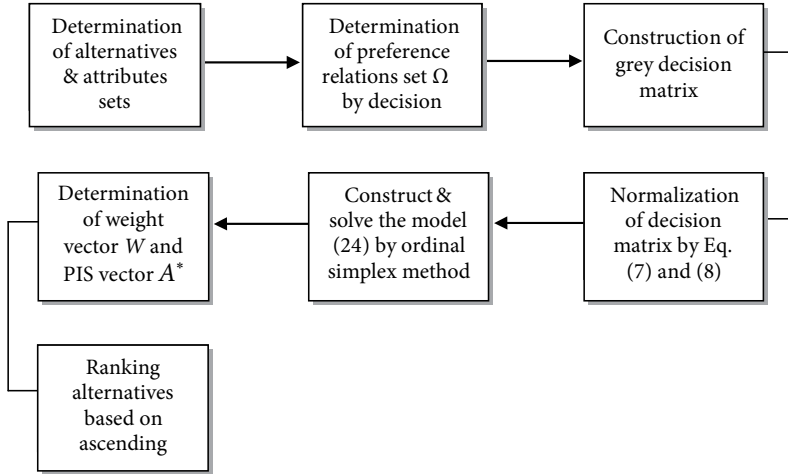 Determination
of alternatives
& attributes
sets
Determination
of preference
relations set Ω
by decision
Construction of
grey decision
matrix
Normalization
of decision
matrix by Eq.
(7) and (8)
Construct &
solve the model
(24) by ordinal
simplex method
Determination
of weight
vector W and
PIS vector A*
Ranking
alternatives
based on
ascending